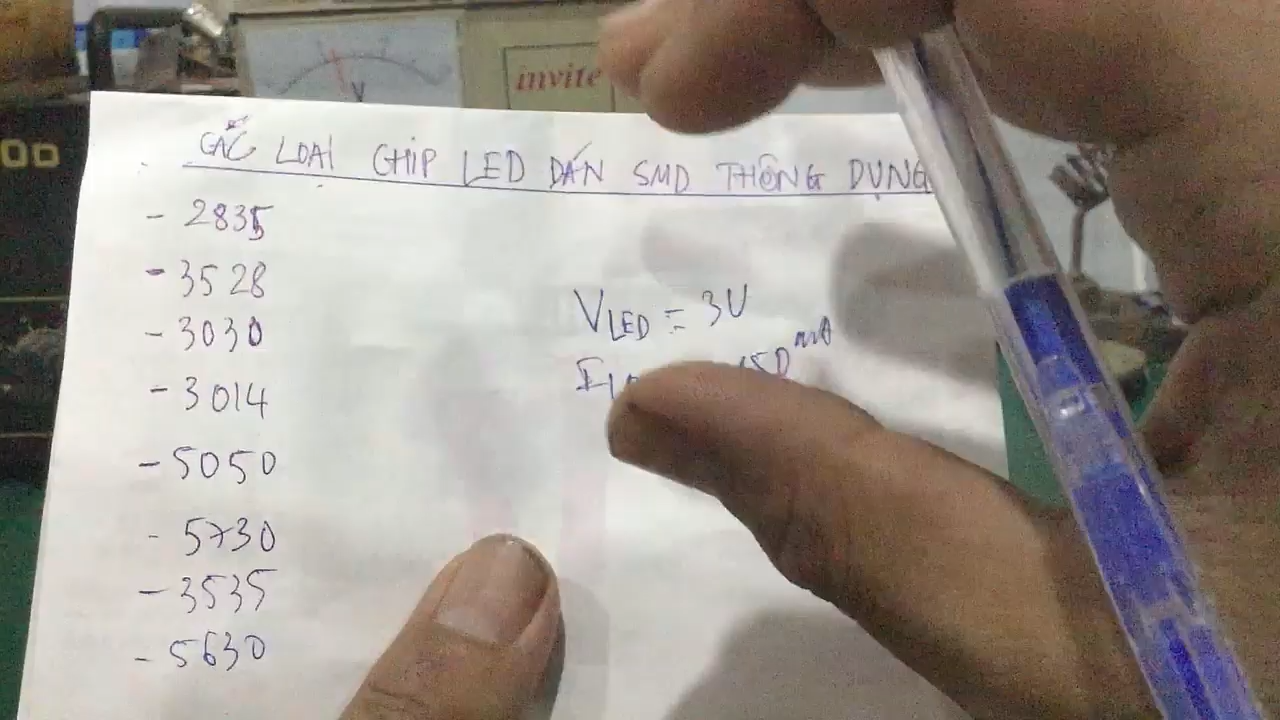 invite
CÁC LOẠI CHIP LED DÁN SMD THÔNG DỤNG
- 2835
- 3528
- 3030
- 3014
- 5050
- 5730
- 3535
- 5630
V
VLED = 3V
150mA